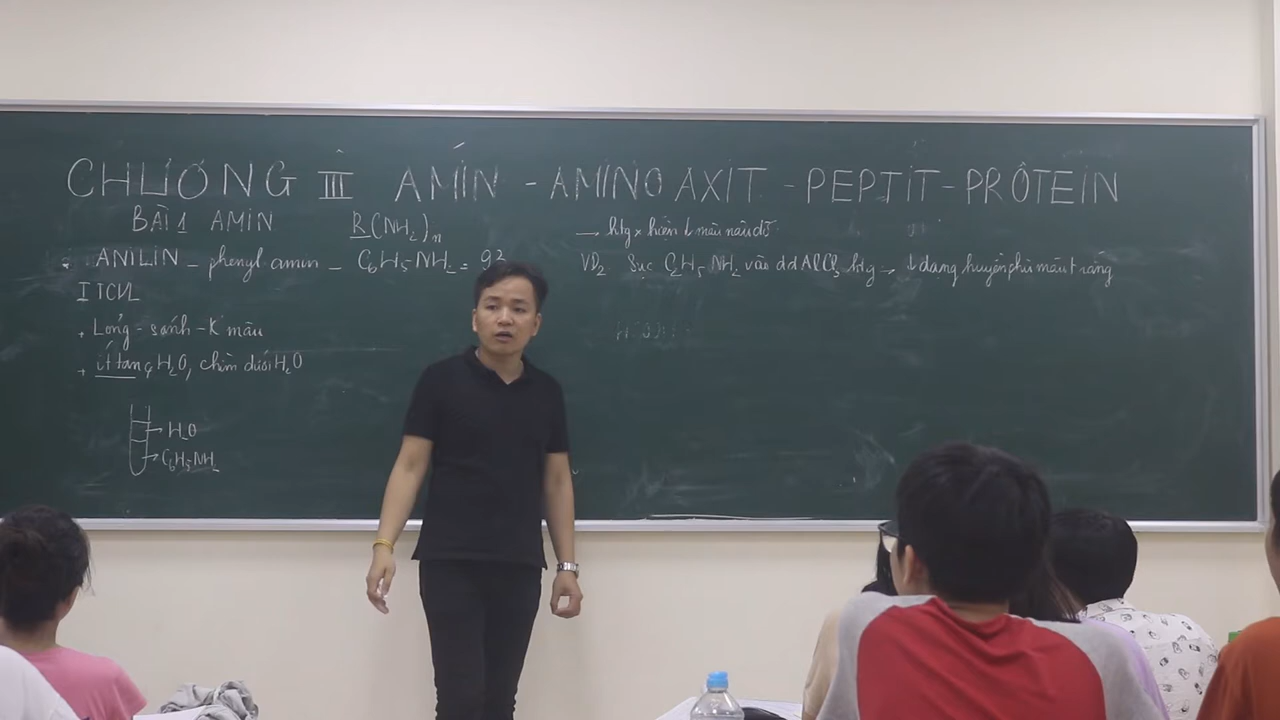 CHƯƠNG III AMIN - AMINO AXIT - PEPTIT - PRÔTEIN
BÀI 1 AMIN R(NH₂)n
ANILIN - phenyl amin - C₆H₅NH₂ = 93
I TCVL
+ Lỏng - sánh - K màu
+ ít tan H₂O, chìm dưới H₂O
H₂O
C₆H₅NH₂
→ htg x hiện ↓ màu nâu đỏ
VD₂ Sục C₂H₅NH₂ vào dd AlCl₃ htg → ↓ dạng huyền phù màu trắng